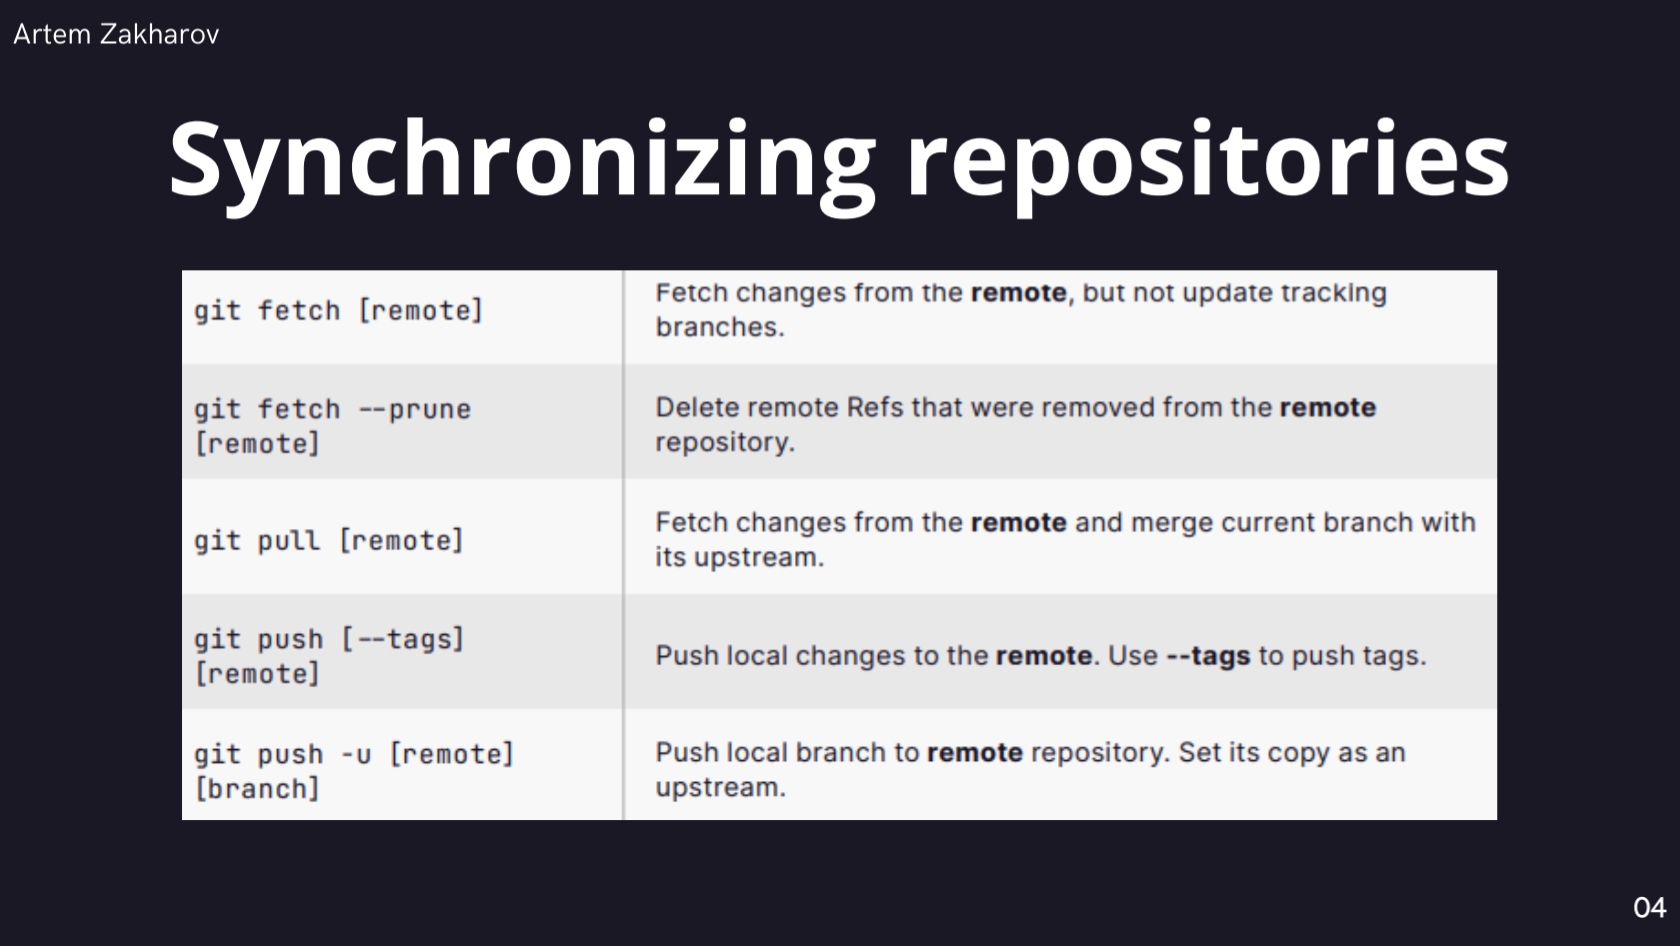 Artem Zakharov
Synchronizing repositories
git fetch [remote]
Fetch changes from the remote, but not update tracking
branches.
git fetch --prune
[remote]
Delete remote Refs that were removed from the remote
repository.
git pull [remote]
Fetch changes from the remote and merge current branch with
its upstream.
git push [--tags]
[remote]
Push local changes to the remote. Use --tags to push tags.
git push -u [remote]
[branch]
Push local branch to remote repository. Set its copy as an
upstream.
04